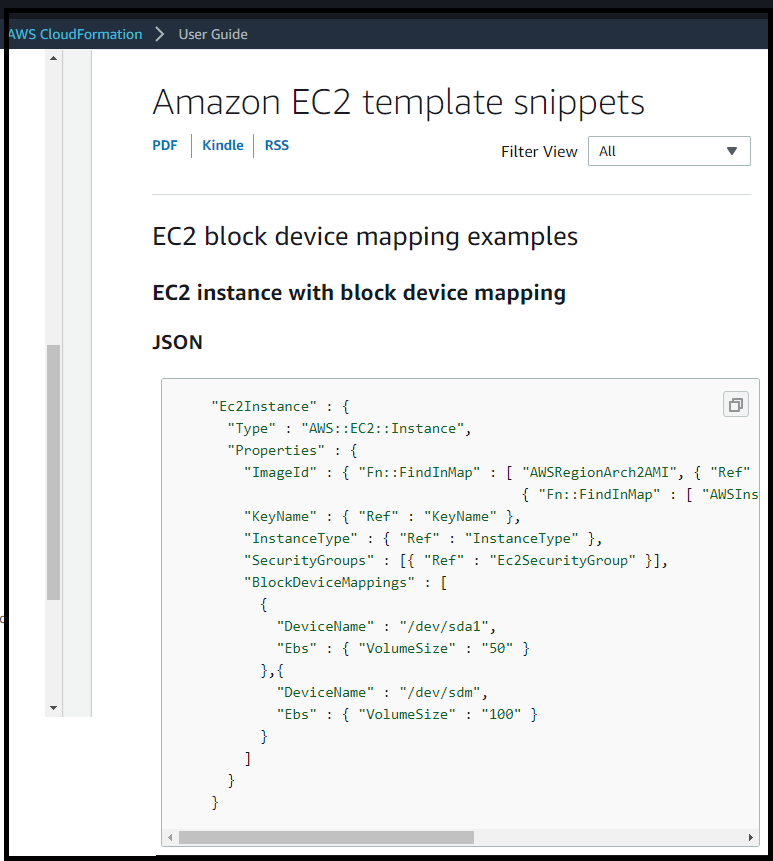 AWS CloudFormation > User Guide
Amazon EC2 template snippets
PDF | Kindle | RSS
Filter View All
EC2 block device mapping examples
EC2 instance with block device mapping
JSON
"Ec2Instance" : {
"Type" : "AWS::EC2::Instance",
"Properties" : {
"ImageId" : { "Fn::FindInMap" : [ "AWSRegionArch2AMI", { "Ref"
{ "Fn::FindInMap" : [ "AWSIns
"KeyName" : { "Ref" : "KeyName" },
"InstanceType" : { "Ref" : "InstanceType" },
"SecurityGroups" : [{ "Ref" : "Ec2SecurityGroup" }],
"BlockDeviceMappings" : [
{
"DeviceName" : "/dev/sda1",
"Ebs" : { "VolumeSize" : "50" }
},{
"DeviceName" : "/dev/sdm",
"Ebs" : { "VolumeSize" : "100" }
}
]
}
}